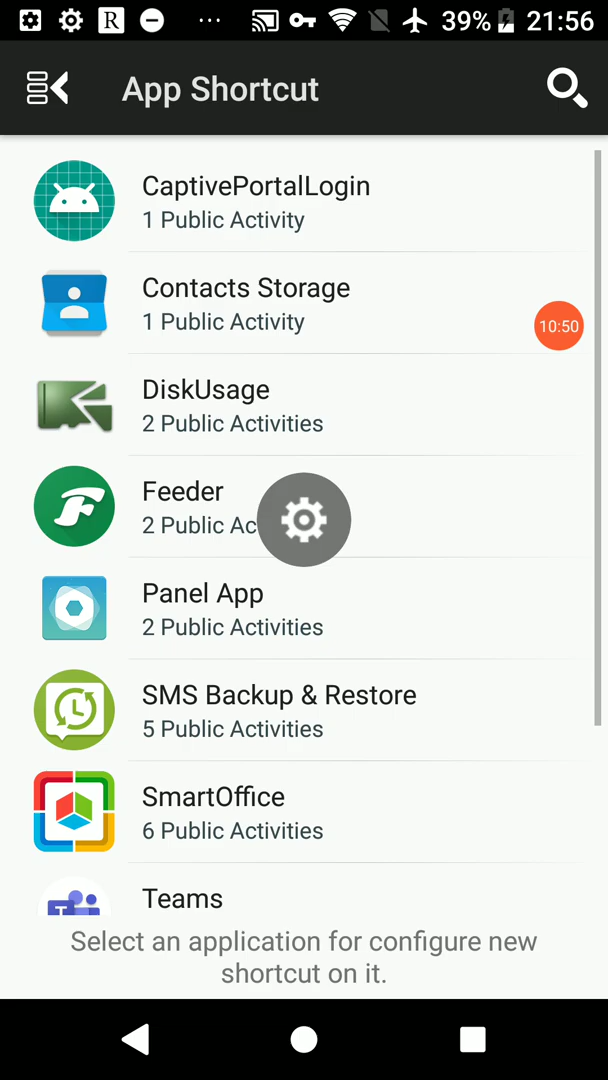 R 39% 21:56
App Shortcut
CaptivePortalLogin
1 Public Activity
Contacts Storage
1 Public Activity
10:50
DiskUsage
2 Public Activities
Feeder
2 Public Ac
Panel App
2 Public Activities
SMS Backup & Restore
5 Public Activities
SmartOffice
6 Public Activities
T
Teams
Select an application for configure new
shortcut on it.